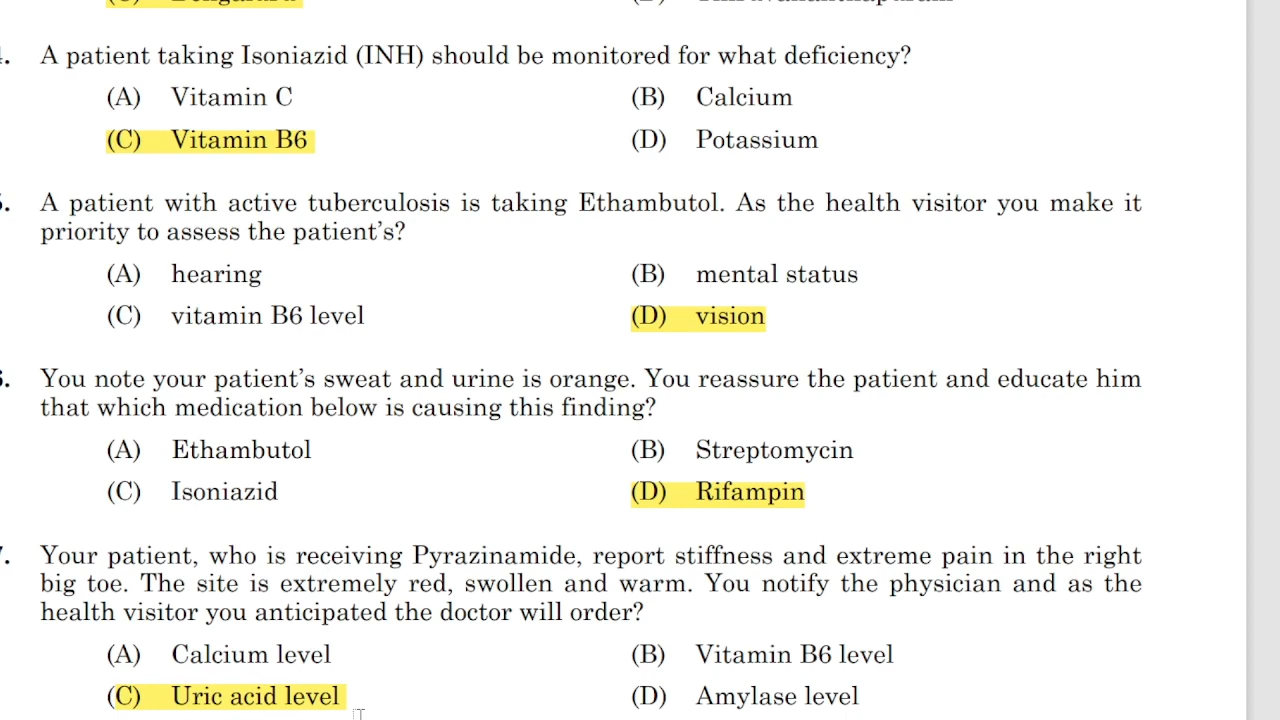 A patient taking Isoniazid (INH) should be monitored for what deficiency?
(A) Vitamin C (B) Calcium
(C) Vitamin B6 (D) Potassium
A patient with active tuberculosis is taking Ethambutol. As the health visitor you make it
priority to assess the patient’s?
(A) hearing (B) mental status
(C) vitamin B6 level (D) vision
You note your patient’s sweat and urine is orange. You reassure the patient and educate him
that which medication below is causing this finding?
(A) Ethambutol (B) Streptomycin
(C) Isoniazid (D) Rifampin
Your patient, who is receiving Pyrazinamide, report stiffness and extreme pain in the right
big toe. The site is extremely red, swollen and warm. You notify the physician and as the
health visitor you anticipated the doctor will order?
(A) Calcium level (B) Vitamin B6 level
(C) Uric acid level (D) Amylase level